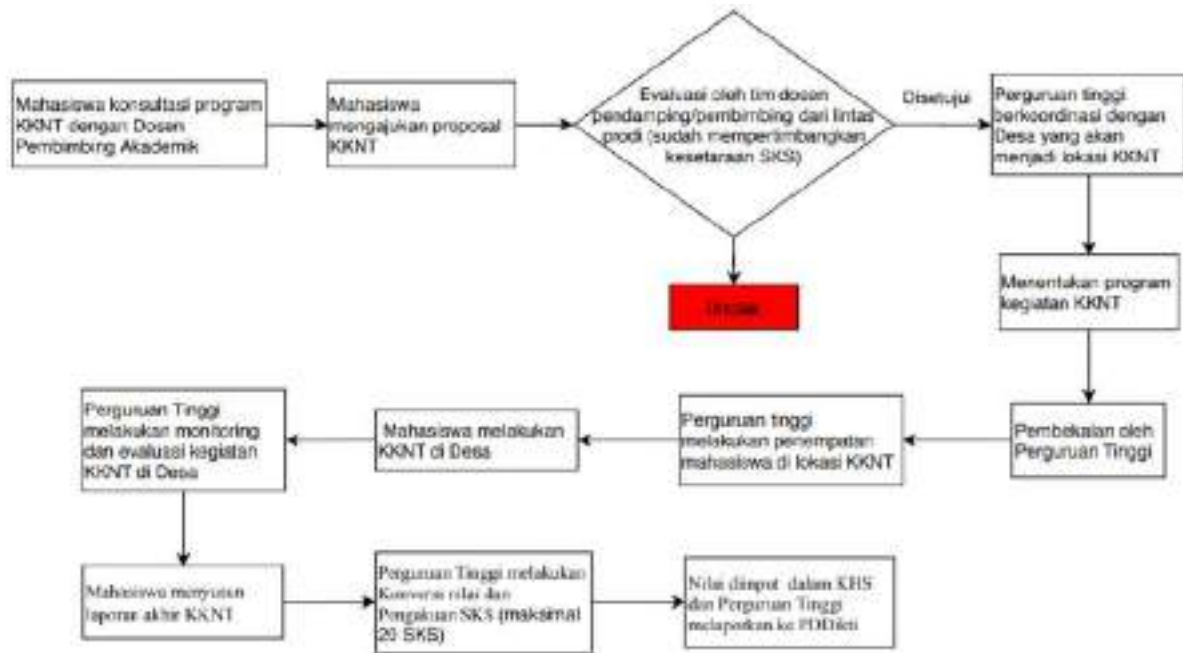 Mahasiswa konsultasi program
KKNT dengan Dosen
Pembimbing Akademik
Mahasiswa
mengajukan proposal
KKNT
Evaluasi oleh tim dosen
pendamping/pembimbing dari lintas
prodi (sudah mempertimbangkan
kesetaraan SKS)
Disetujui
Perguruan tinggi
berkoordinasi dengan
Desa yang akan
menjadi lokasi KKNT
Menentukan program
kegiatan KKNT
Pembekalan oleh
Perguruan Tinggi
Perguruan tinggi
melakukan penempatan
mahasiswa di lokasi KKNT
Mahasiswa melakukan
KKNT di Desa
Perguruan Tinggi
melakukan monitoring
dan evaluasi kegiatan
KKNT di Desa
Mahasiswa menyusun
laporan akhir KKNT
Perguruan Tinggi melakukan
Konversi nilai dan
Pengakuan SKS (maksimat
20 SKS)
Nilai diinput dalam KHS
dan Perguruan Tinggi
melaporkan ke PDDikti